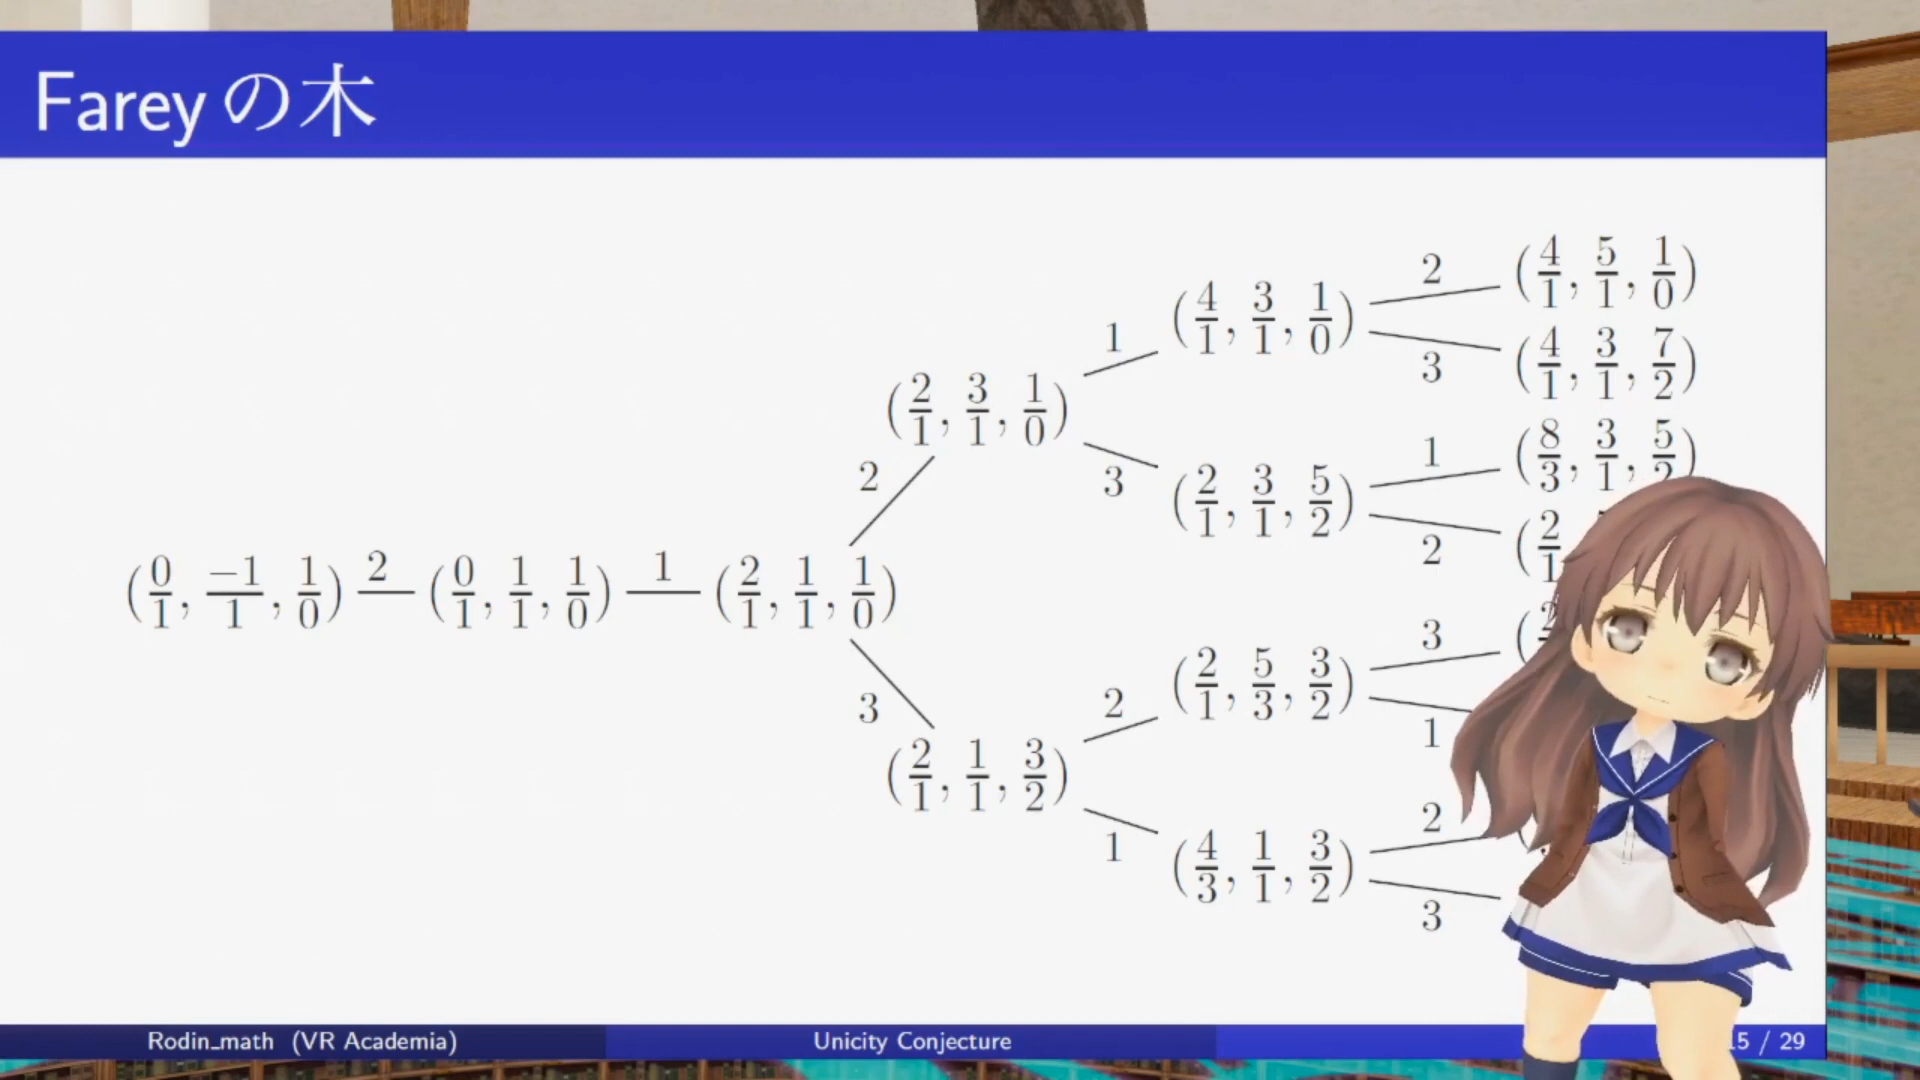 Fareyの木
(0/1, -1/1, 1/0) 2 (0/1, 1/1, 1/0) 1 (2/1, 1/1, 1/0)
2 (2/1, 3/1, 1/0)
1 (4/1, 3/1, 1/0)
2 (4/1, 5/1, 1/0)
3 (4/1, 3/1, 7/2)
3 (2/1, 3/1, 5/2)
1 (8/3, 3/1, 5/2)
2 (2/1,
3 (2/1, 1/1, 3/2)
2 (2/1, 5/3, 3/2)
3 (
1
1 (4/3, 1/1, 3/2)
2
3
Rodin_math (VR Academia)
Unicity Conjecture
15 / 29